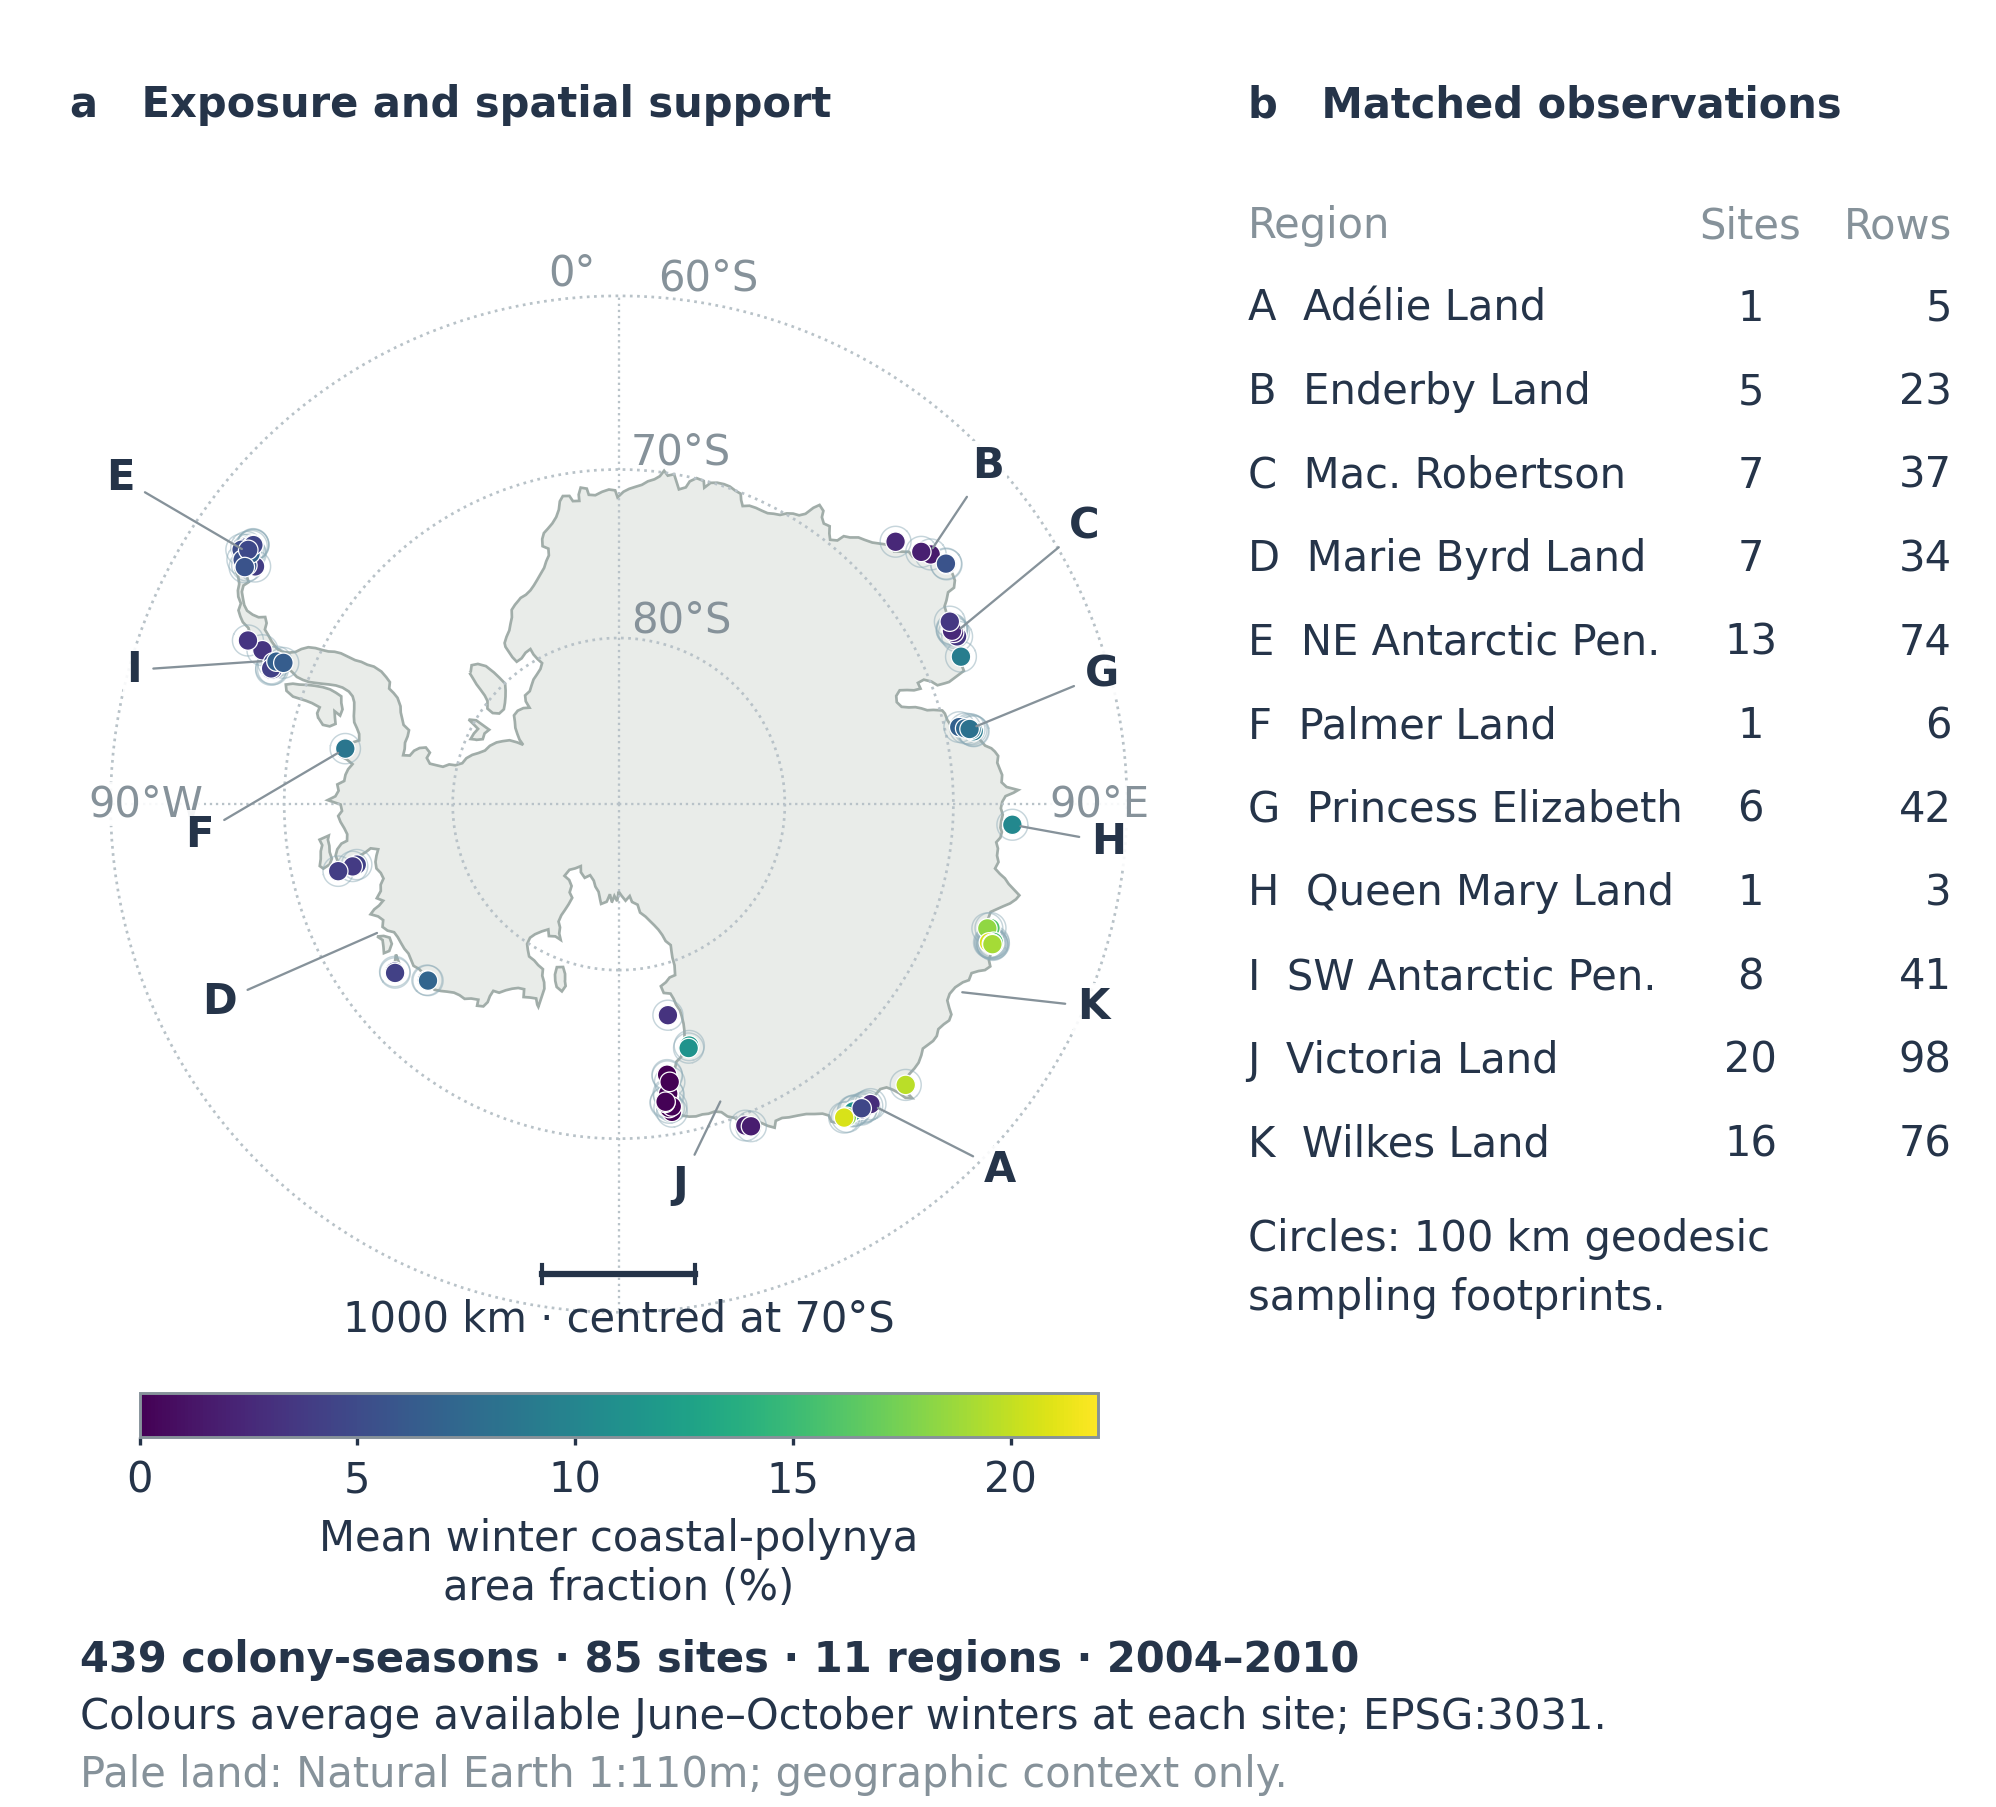 a Exposure and spatial support
0° 60°S
70°S
80°S
90°W
90°E
E
B
C
I
G
F
H
D
K
J
A
1000 km · centred at 70°S
0 5 10 15 20
Mean winter coastal-polynya
area fraction (%)
b Matched observations
Region Sites Rows
A Adélie Land 1 5
B Enderby Land 5 23
C Mac. Robertson 7 37
D Marie Byrd Land 7 34
E NE Antarctic Pen. 13 74
F Palmer Land 1 6
G Princess Elizabeth 6 42
H Queen Mary Land 1 3
I SW Antarctic Pen. 8 41
J Victoria Land 20 98
K Wilkes Land 16 76
Circles: 100 km geodesic
sampling footprints.
439 colony-seasons · 85 sites · 11 regions · 2004–2010
Colours average available June–October winters at each site; EPSG:3031.
Pale land: Natural Earth 1:110m; geographic context only.